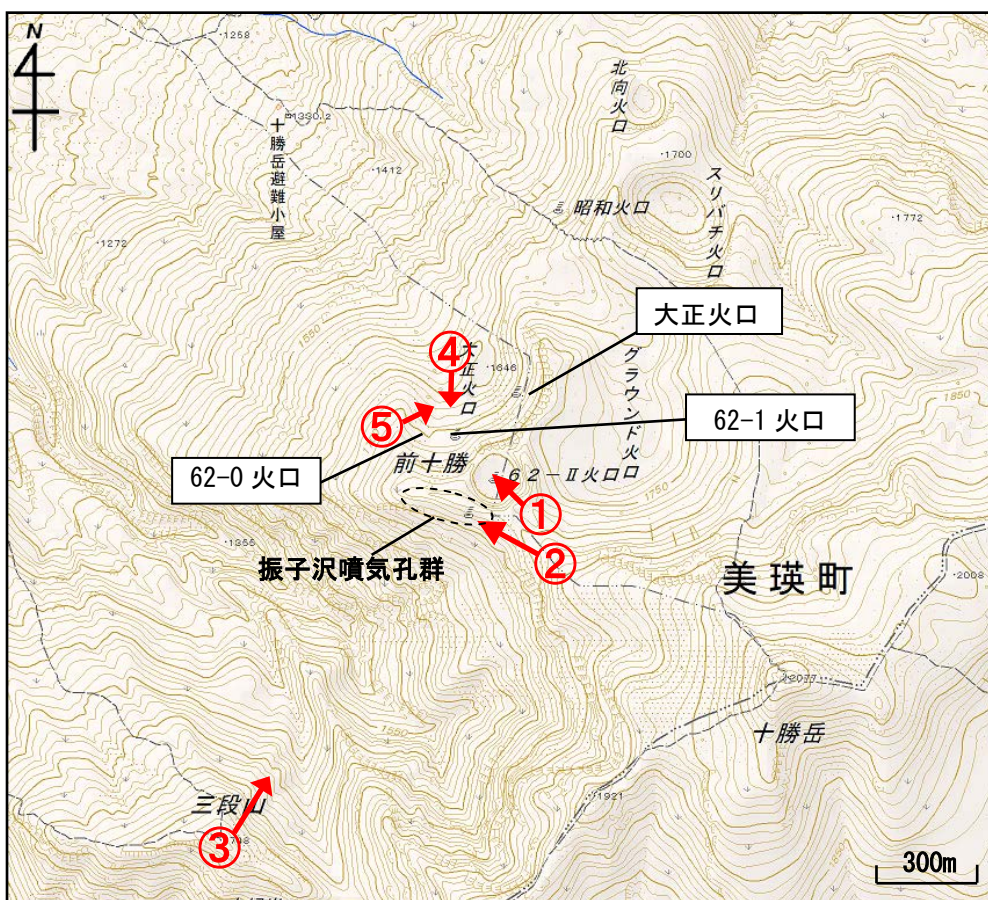 N
1258
1330.2
十勝岳避難小屋
1412
1272
北向火口
1700
スリバチ火口
昭和火口
1772
大正火口
④
大正火口
1646
グラウンド火口
1850
1550
⑤
62-1 火口
62-0 火口
前十勝
62-Ⅱ火口
1750
①
②
1355
振子沢噴気孔群
美瑛町
2008
2077
十勝岳
1550
三段山
③
1921
1850
300m